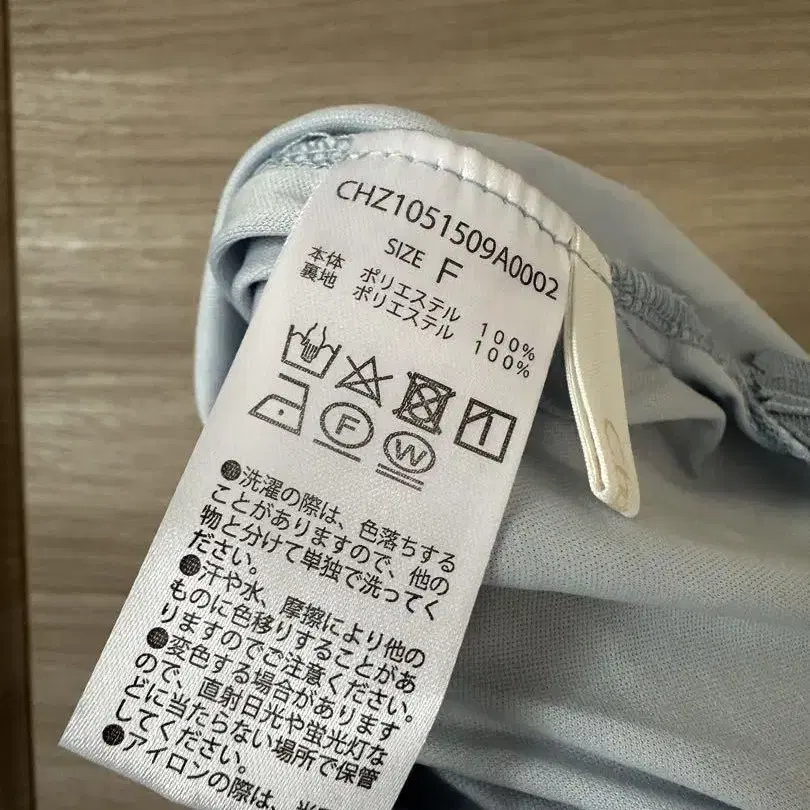 CHZ1051509A0002
SIZE F
本体 ポリエステル 100%
裏地 ポリエステル 100%
F W
●洗濯の際は、色落ちする
ことがありますので、他の
物と分けて単独で洗ってく
ださい。
●汗や水、摩擦により他の
ものに色移りすることがあ
りますのでご注意ください。
●変色する場合があります
ので、直射日光や蛍光灯な
どに当たらない場所で保管
してください。
●アイロンの際は、当